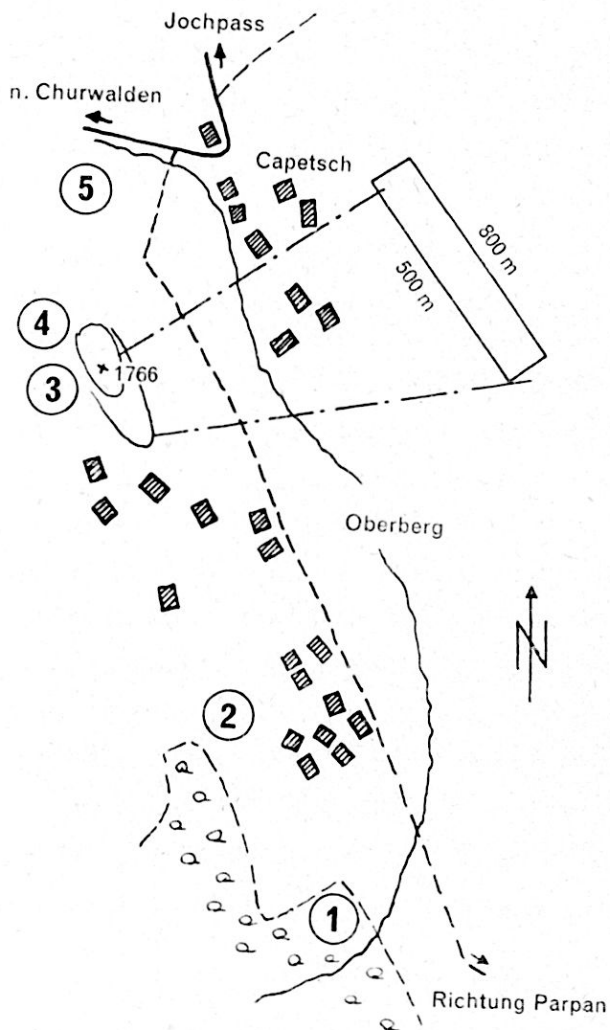 Jochpass
n. Churwalden
Capetsch
5
800 m
500 m
4
3
1766
Oberberg
N
2
1
Richtung Parpan